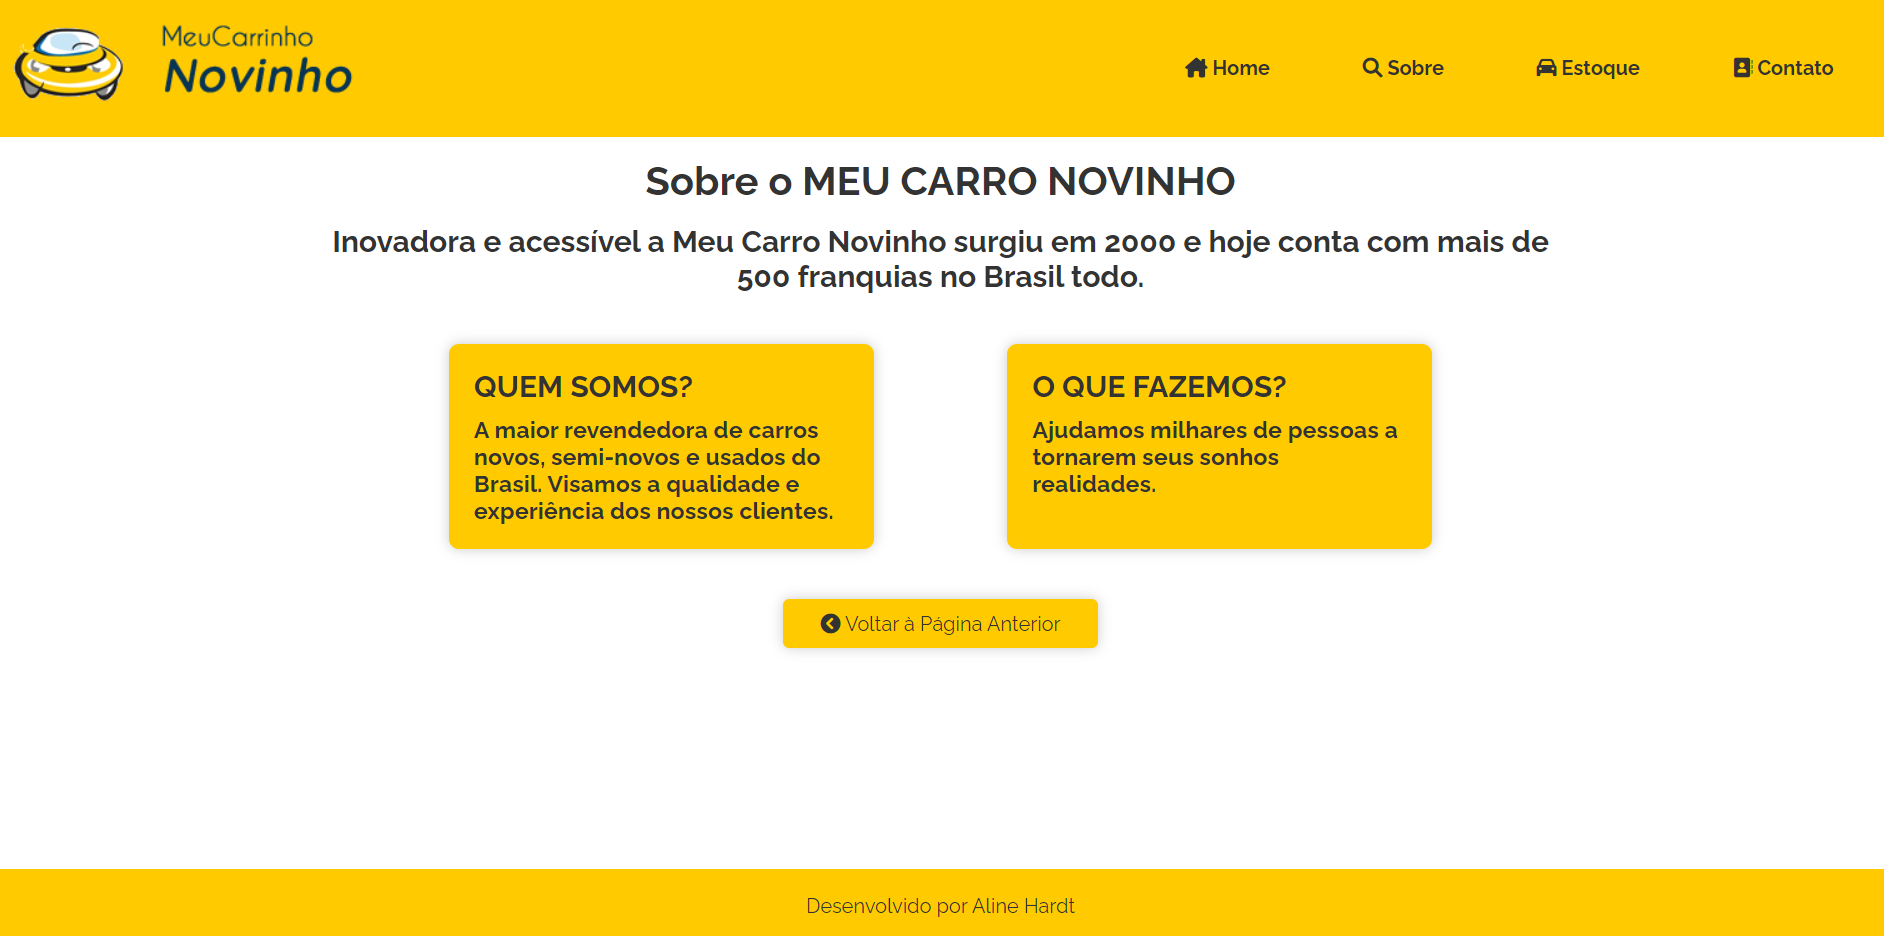 MeuCarrinho
Novinho
Home
Sobre
Estoque
Contato
Sobre o MEU CARRO NOVINHO
Inovadora e acessível a Meu Carro Novinho surgiu em 2000 e hoje conta com mais de
500 franquias no Brasil todo.
QUEM SOMOS?
A maior revendedora de carros
novos, semi-novos e usados do
Brasil. Visamos a qualidade e
experiência dos nossos clientes.
O QUE FAZEMOS?
Ajudamos milhares de pessoas a
tornarem seus sonhos
realidades.
Voltar à Página Anterior
Desenvolvido por Aline Hardt